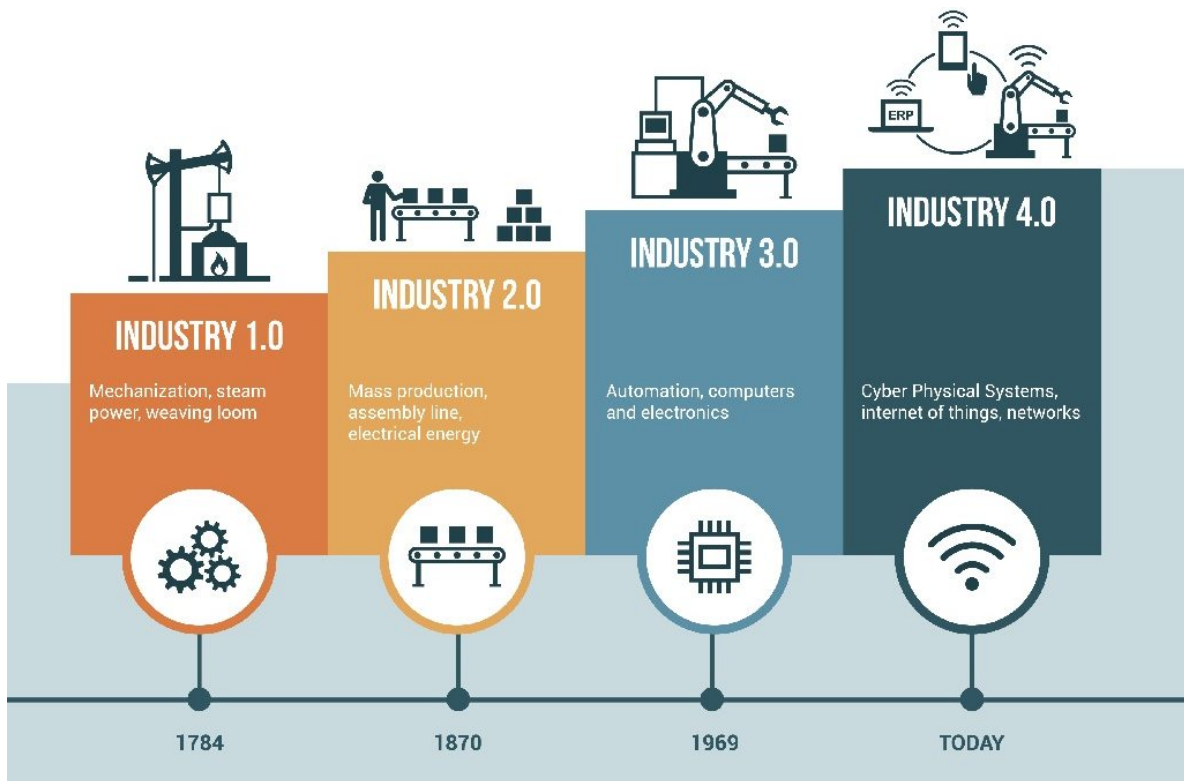 ERP
INDUSTRY 1.0
Mechanization, steam
power, weaving loom
INDUSTRY 2.0
Mass production,
assembly line,
electrical energy
INDUSTRY 3.0
Automation, computers
and electronics
INDUSTRY 4.0
Cyber Physical Systems,
internet of things, networks
1784
1870
1969
TODAY